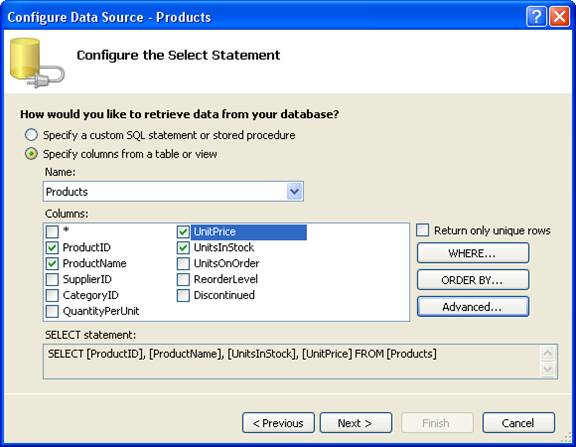 Configure Data Source - Products
Configure the Select Statement
How would you like to retrieve data from your database?
Specify a custom SQL statement or stored procedure
Specify columns from a table or view
Name:
Products
Columns:
*
ProductID
ProductName
SupplierID
CategoryID
QuantityPerUnit
UnitPrice
UnitsInStock
UnitsOnOrder
ReorderLevel
Discontinued
Return only unique rows
WHERE...
ORDER BY...
Advanced...
SELECT statement:
SELECT [ProductID], [ProductName], [UnitsInStock], [UnitPrice] FROM [Products]
< Previous
Next >
Finish
Cancel